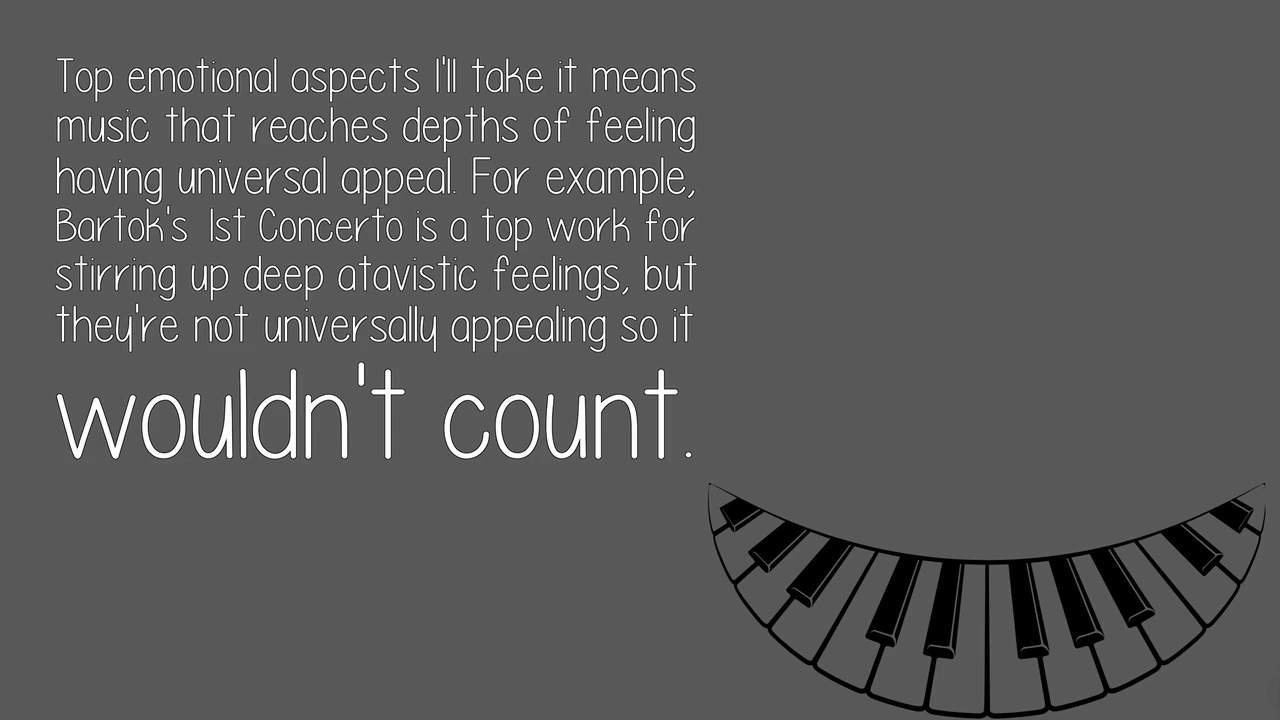 Top emotional aspects I'll take it means
music that reaches depths of feeling
having universal appeal. For example,
Bartok's 1st Concerto is a top work for
stirring up deep atavistic feelings, but
they're not universally appealing so it
wouldn't count.